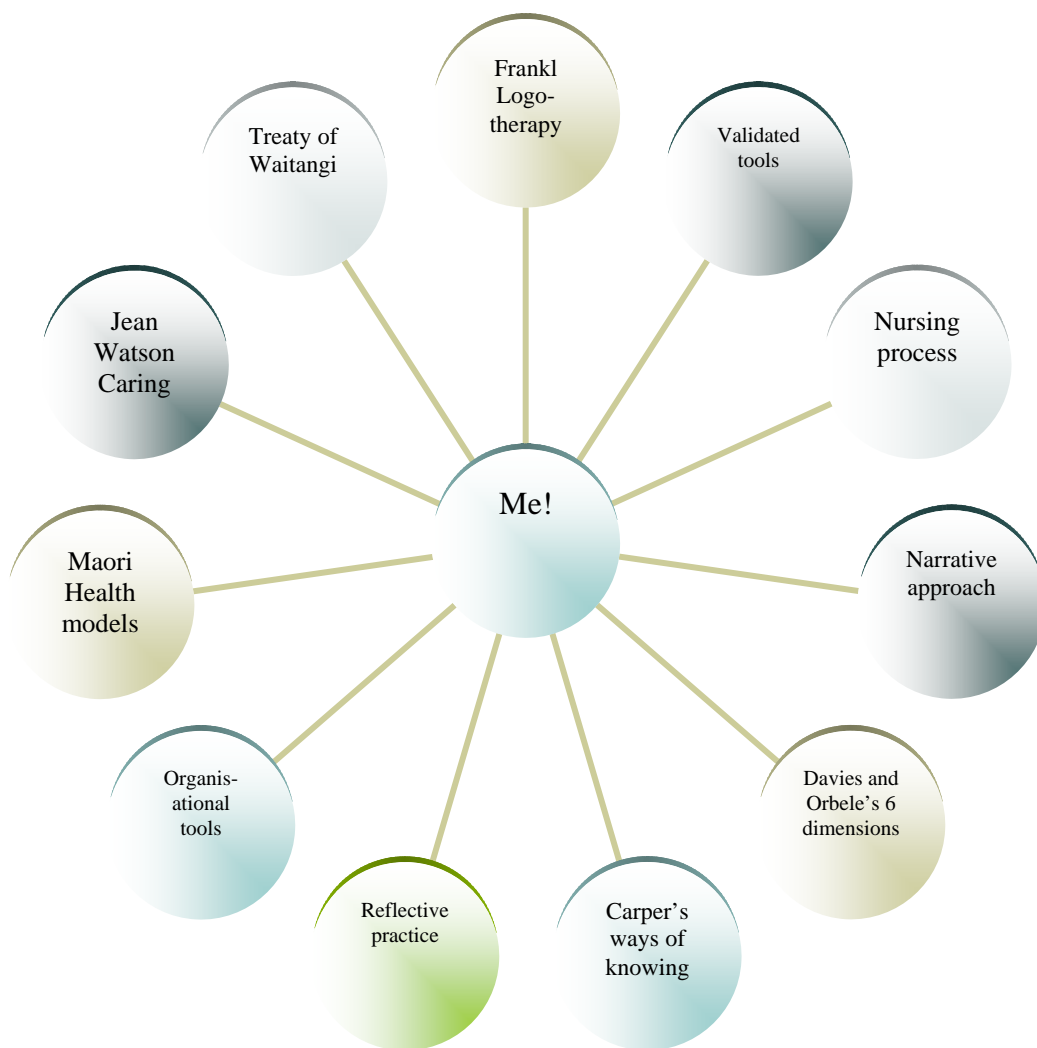 Frankl
Logo-
therapy
Validated
tools
Nursing
process
Narrative
approach
Davies and
Orbele’s 6
dimensions
Carper’s
ways of
knowing
Reflective
practice
Organis-
ational
tools
Maori
Health
models
Jean
Watson
Caring
Treaty of
Waitangi
Me!